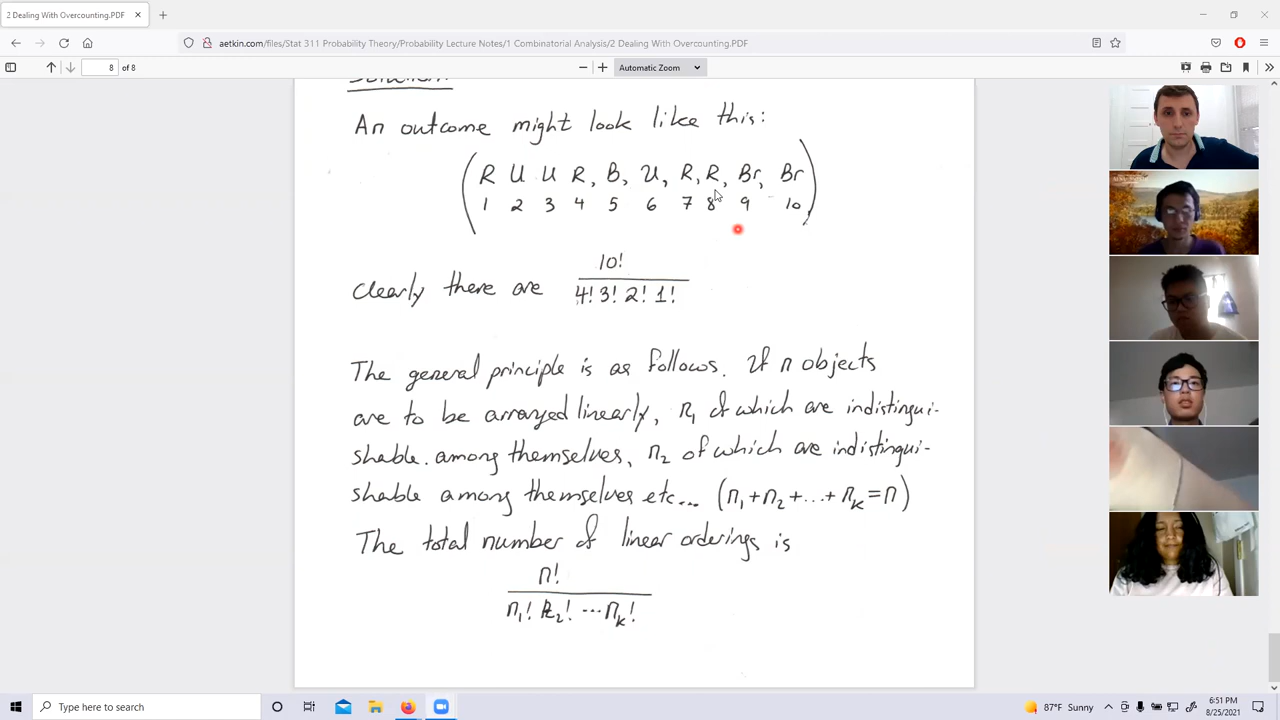 2 Dealing With Overcounting.PDF
aetkin.com/files/Stat 311 Probability Theory/Probability Lecture Notes/1 Combinatorial Analysis/2 Dealing With Overcounting.PDF
8 of 8
Automatic Zoom
An outcome might look like this:
(R U U R, B, U, R, R, Br, Br)
1 2 3 4 5 6 7 8 9 10
clearly there are 10! / 4! 3! 2! 1!
The general principle is as follows. If n objects
are to be arranged linearly, n₁ of which are indistingui-
shable among themselves, n₂ of which are indistingui-
shable among themselves etc... (n₁+n₂+...+nₖ=n)
The total number of linear orderings is
n!
n₁! n₂! ... nₖ!
Type here to search
87°F Sunny
6:51 PM
8/25/2021